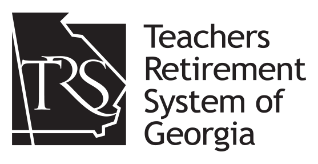 TRS
Teachers
Retirement
System of
Georgia